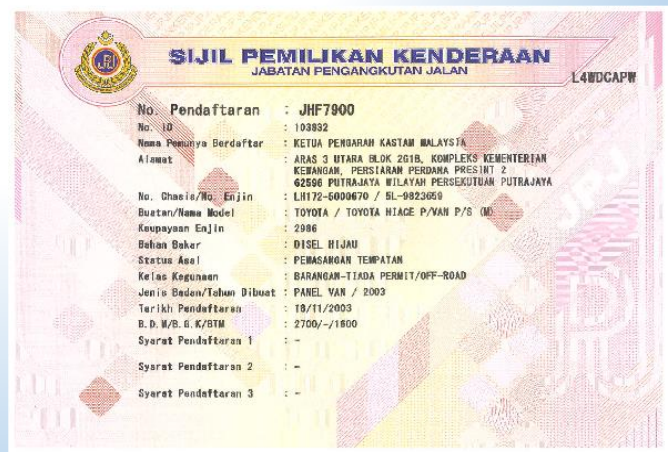 SIJIL PEMILIKAN KENDERAAN
JABATAN PENGANGKUTAN JALAN
L4WDCAPW
No. Pendaftaran : JHF7900
No. ID : 103932
Nama Pemunya Berdaftar : KETUA PENGARAH KASTAM MALAYSIA
Alamat : ARAS 3 UTARA BLOK 2G1B, KOMPLEKS KEMENTERIAN
KEWANGAN, PERSIARAN PERDANA PRESINT 2
62596 PUTRAJAYA WILAYAH PERSEKUTUAN PUTRAJAYA
No. Chasis/No. Enjin : LH172-5000670 / 5L-9823659
Buatan/Nama Model : TOYOTA / TOYOTA HIACE P/VAN P/S (M)
Keupayaan Enjin : 2986
Bahan Bakar : DISEL HIJAU
Status Asal : PEMASANGAN TEMPATAN
Kelas Kegunaan : BARANGAN-TIADA PERMIT/OFF-ROAD
Jenis Badan/Tahun Dibuat : PANEL VAN / 2003
Tarikh Pendaftaran : 18/11/2003
B.D.M/B.G.K/BTM : 2700/-/1600
Syarat Pendaftaran 1 : -
Syarat Pendaftaran 2 : -
Syarat Pendaftaran 3 : -